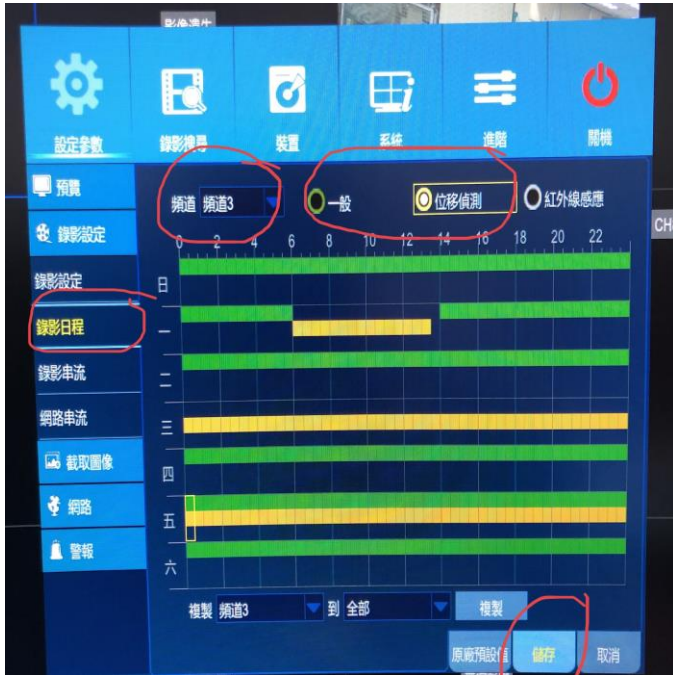 影像遺失
設定參數 錄影搜尋 裝置 系統 進階 關機
預覽
頻道 頻道3 一般 位移偵測 紅外線感應
錄影設定
0 2 4 6 8 10 12 14 16 18 20 22
錄影設定
日
錄影日程
一
錄影串流
二
網路串流
三
截取圖像
四
網路
五
警報
六
複製 頻道3 到 全部 複製
原廠預設值 儲存 取消